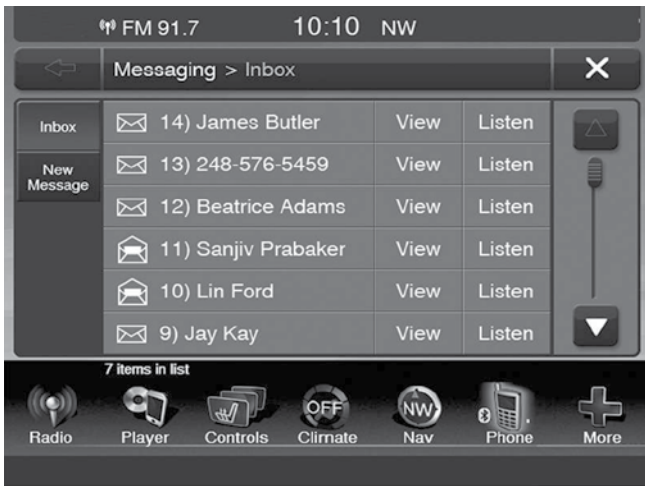 FM 91.7 10:10 NW
Messaging > Inbox
Inbox
New
Message
14) James Butler View Listen
13) 248-576-5459 View Listen
12) Beatrice Adams View Listen
11) Sanjiv Prabaker View Listen
10) Lin Ford View Listen
9) Jay Kay View Listen
7 items in list
OFF NW
Radio Player Controls Climate Nav Phone More